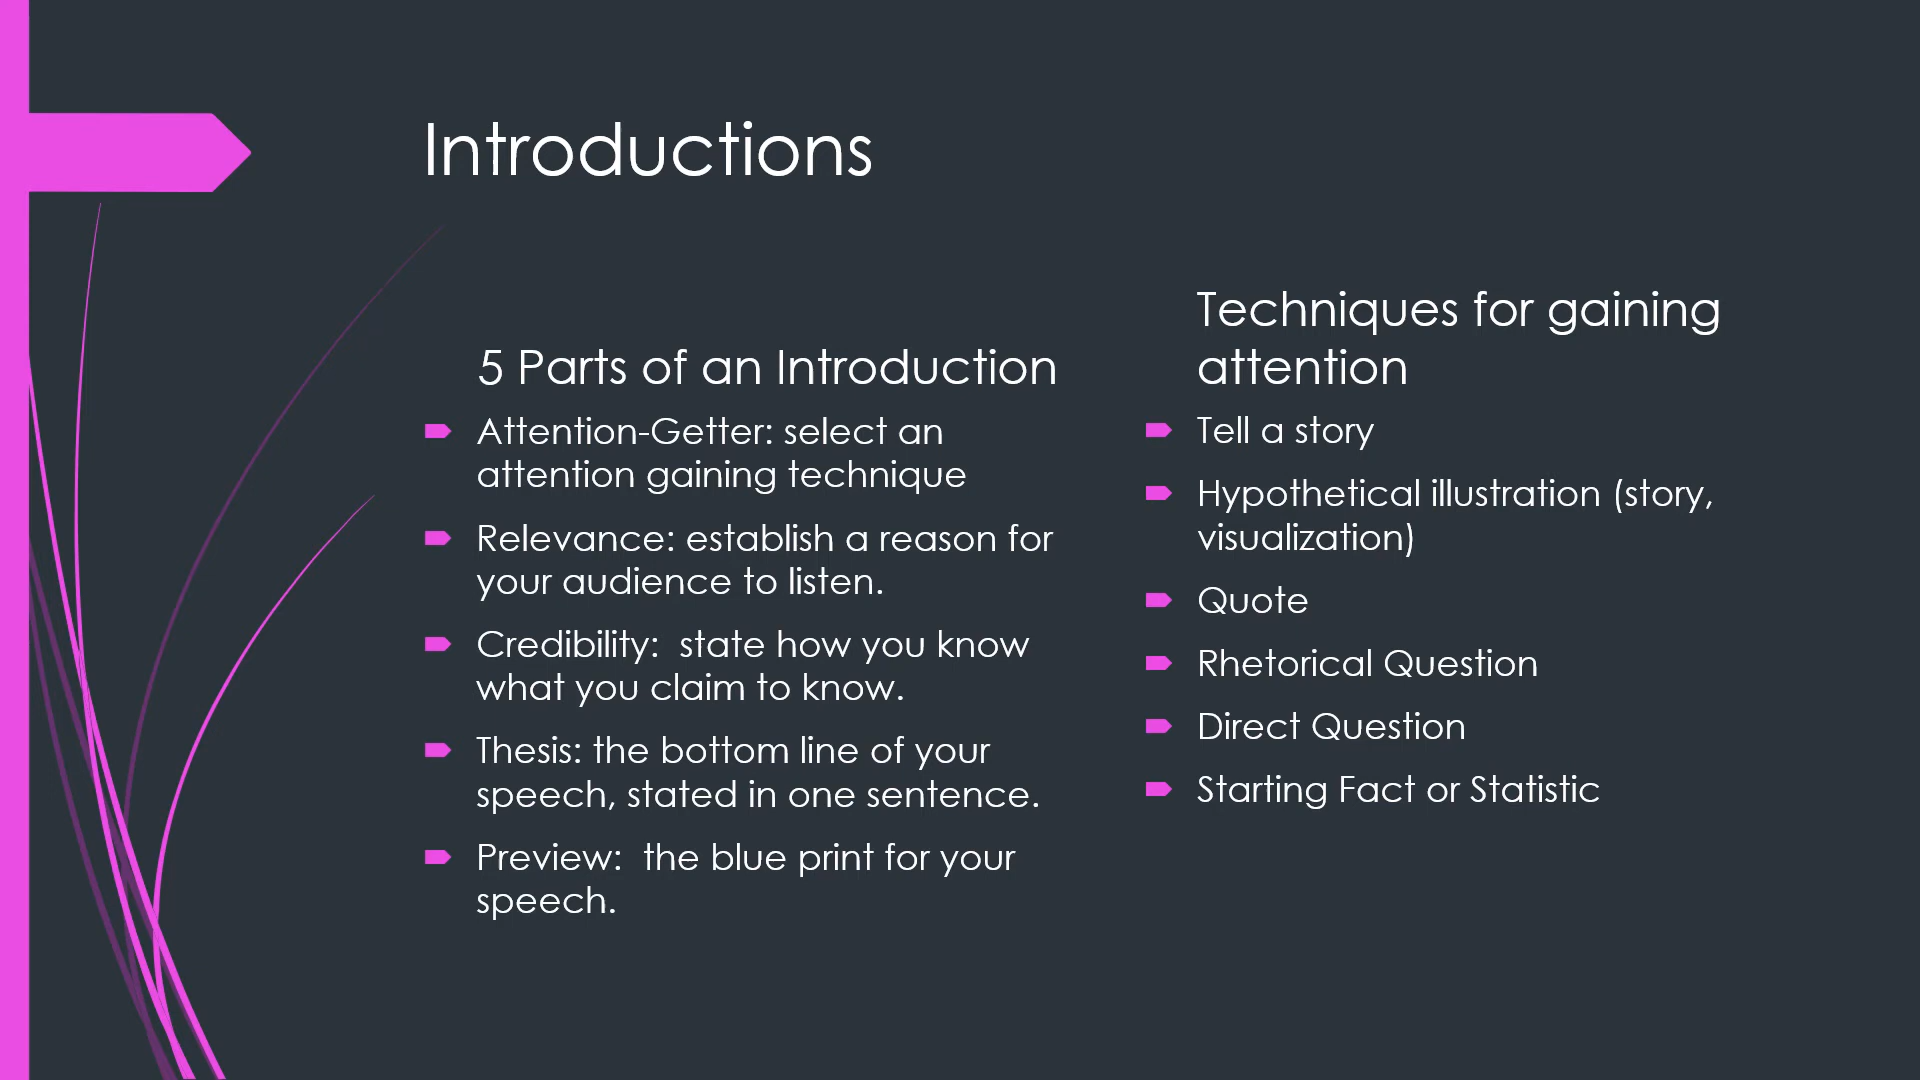 Introductions
5 Parts of an Introduction
Attention-Getter: select an
attention gaining technique
Relevance: establish a reason for
your audience to listen.
Credibility:  state how you know
what you claim to know.
Thesis: the bottom line of your
speech, stated in one sentence.
Preview:  the blue print for your
speech.
Techniques for gaining
attention
Tell a story
Hypothetical illustration (story,
visualization)
Quote
Rhetorical Question
Direct Question
Starting Fact or Statistic